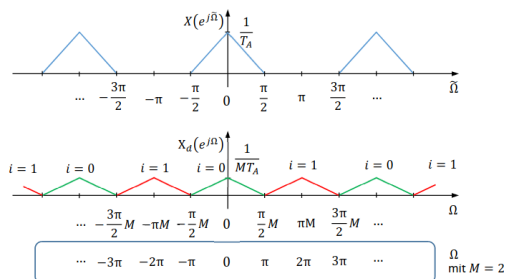 X(e^{jΩ̃})
1/T_A
⋯ −3π/2 −π −π/2 0 π/2 π 3π/2 ⋯ Ω̃
X_d(e^{jΩ})
1/MT_A
i = 1 i = 0 i = 1 i = 0 i = 1 i = 0 i = 1
Ω
⋯ −3π/2 M −πM −π/2 M 0 π/2 M πM 3π/2 M ⋯
⋯ −3π −2π −π 0 π 2π 3π ⋯ Ω
mit M = 2